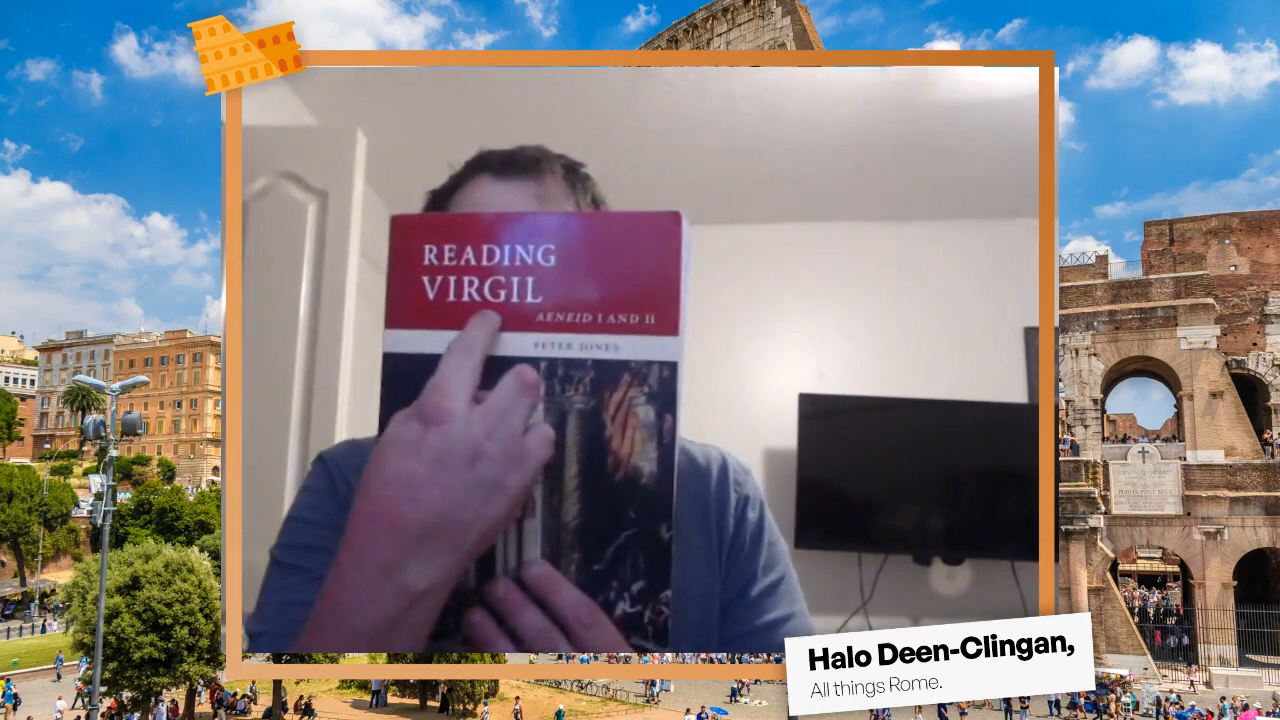 READING
VIRGIL
AENEID I AND II
PETER JONES
Halo Deen-Clingan,
All things Rome.